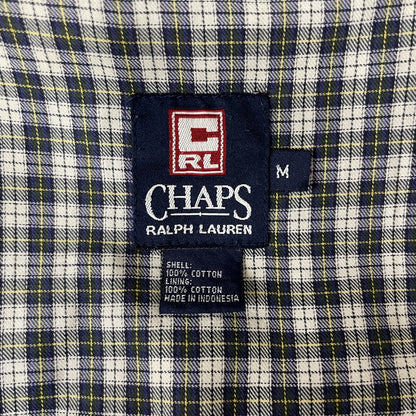 C
RL
CHAPS
RALPH LAUREN
M
SHELL:
100% COTTON
LINING:
100% COTTON
MADE IN INDONESIA